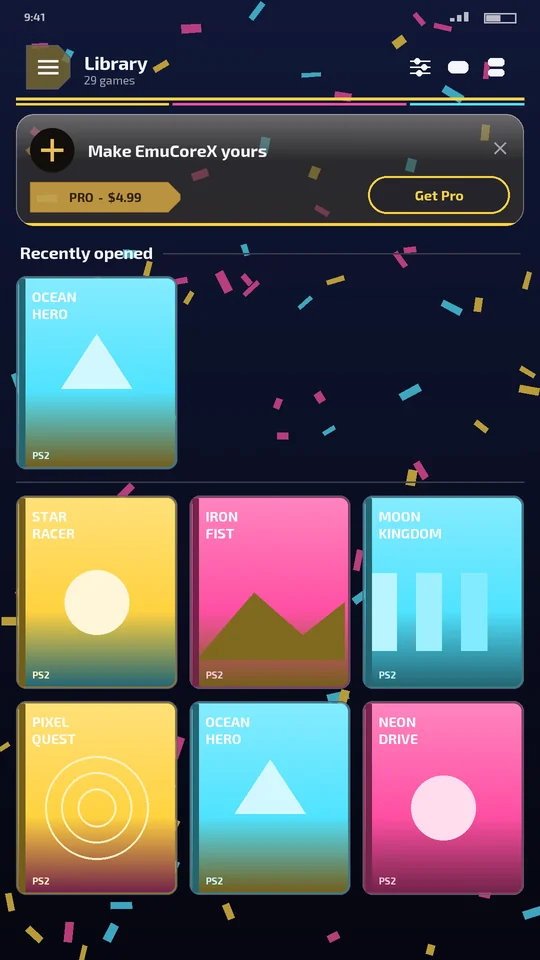 9:41
Library
29 games
Make EmuCoreX yours
PRO - $4.99
Get Pro
Recently opened
OCEAN
HERO
PS2
STAR
RACER
PS2
IRON
FIST
PS2
MOON
KINGDOM
PS2
PIXEL
QUEST
PS2
OCEAN
HERO
PS2
NEON
DRIVE
PS2